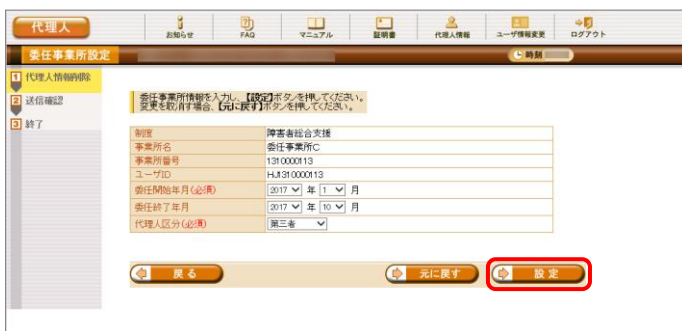 代理人
お知らせ
FAQ
マニュアル
証明書
代理人情報
ユーザ情報変更
ログアウト
委任事業所設定
時刻
1 代理人情報削除
2 送信確認
3 終了
委任事業所情報を入力し、【設定】ボタンを押してください。
変更を取消す場合、【元に戻す】ボタンを押してください。
制度 障害者総合支援
事業所名 委任事業所C
事業所番号 1310000113
ユーザID HJ1310000113
委任開始年月(必須) 2017 年 1 月
委任終了年月 2017 年 10 月
代理人区分(必須) 第三者
戻る
元に戻す
設定